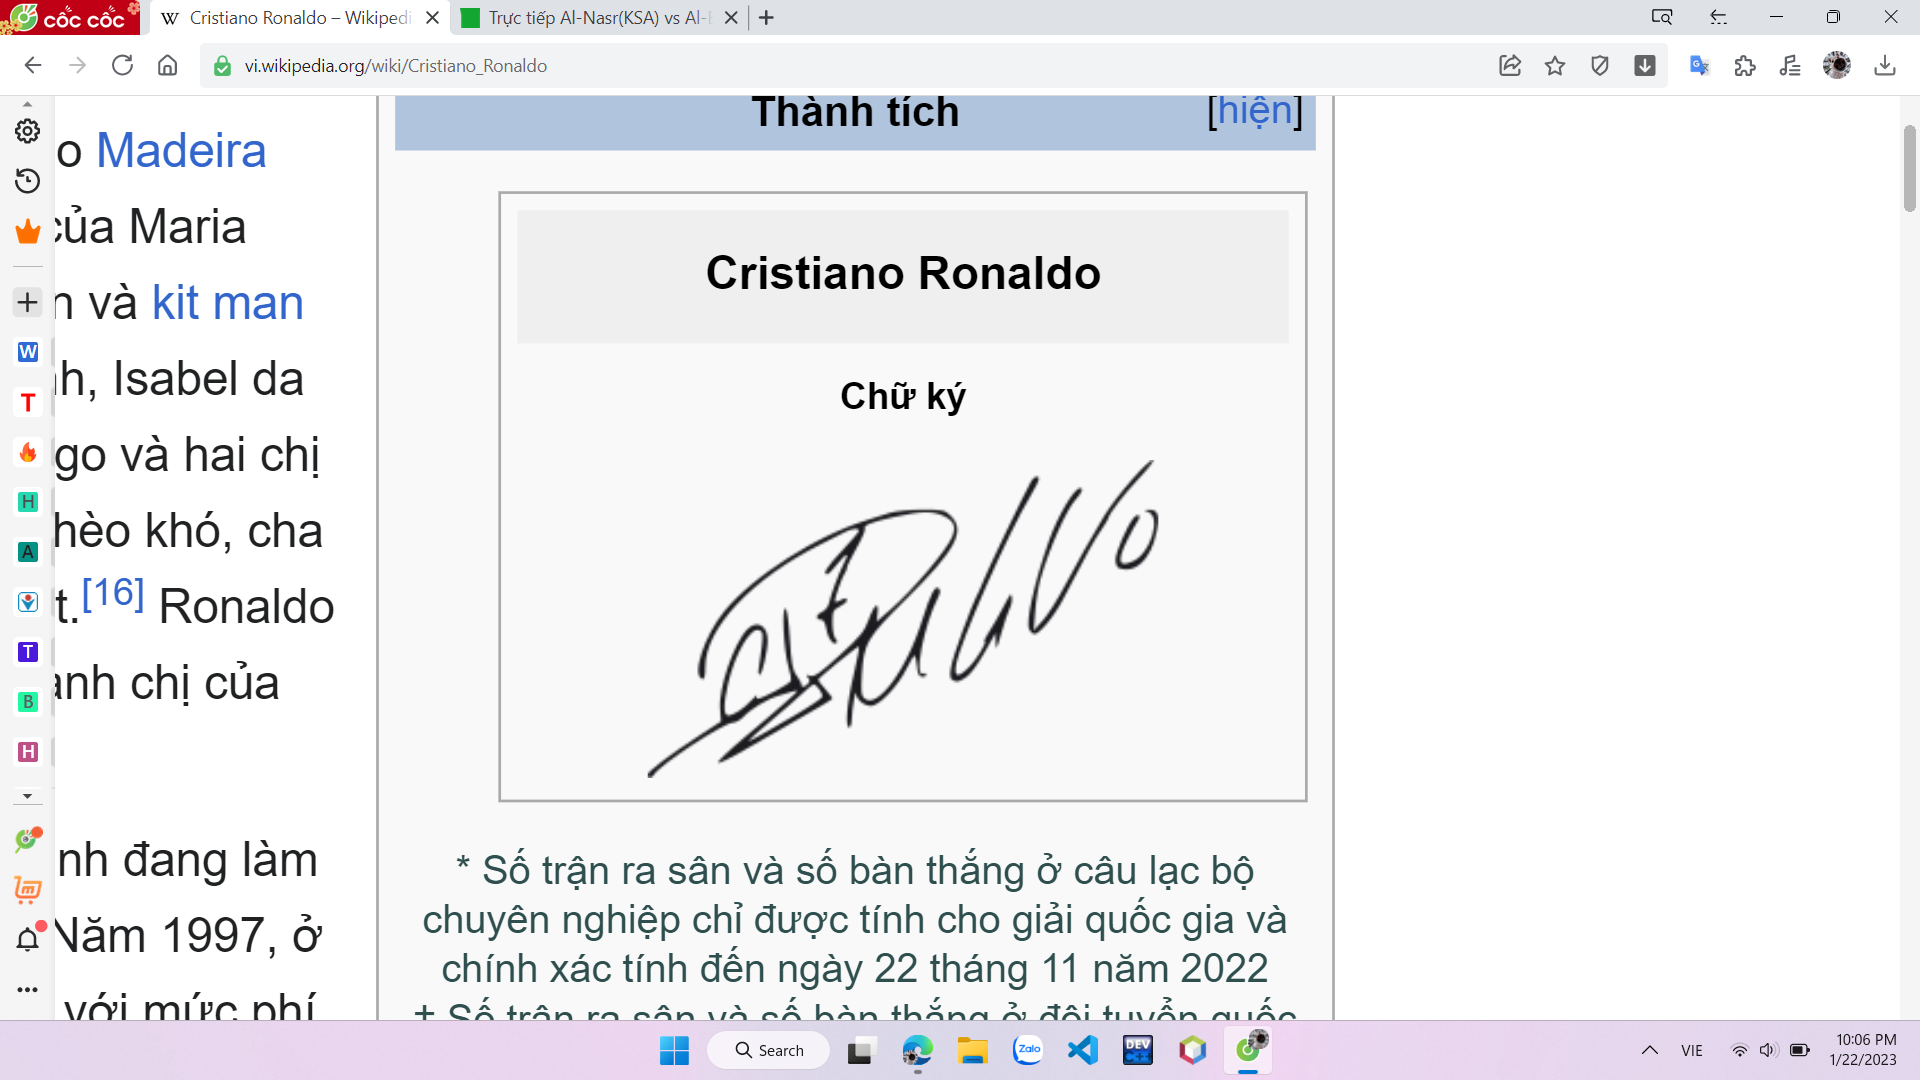 cốc cốc
Cristiano Ronaldo – Wikipedi
Trực tiếp Al-Nasr(KSA) vs Al-E
vi.wikipedia.org/wiki/Cristiano_Ronaldo
o Madeira
của Maria
n và kit man
nh, Isabel da
go và hai chị
hèo khó, cha
t.[16] Ronaldo
anh chị của
nh đang làm
Năm 1997, ở
với mức phí
Thành tích
[hiện]
Cristiano Ronaldo
Chữ ký
* Số trận ra sân và số bàn thắng ở câu lạc bộ
chuyên nghiệp chỉ được tính cho giải quốc gia và
chính xác tính đến ngày 22 tháng 11 năm 2022
‡ Số trận ra sân và số bàn thắng ở đội tuyển quốc
W
T
H
A
T
B
H
Search
Zalo
DEV
C++
VIE
10:06 PM
1/22/2023